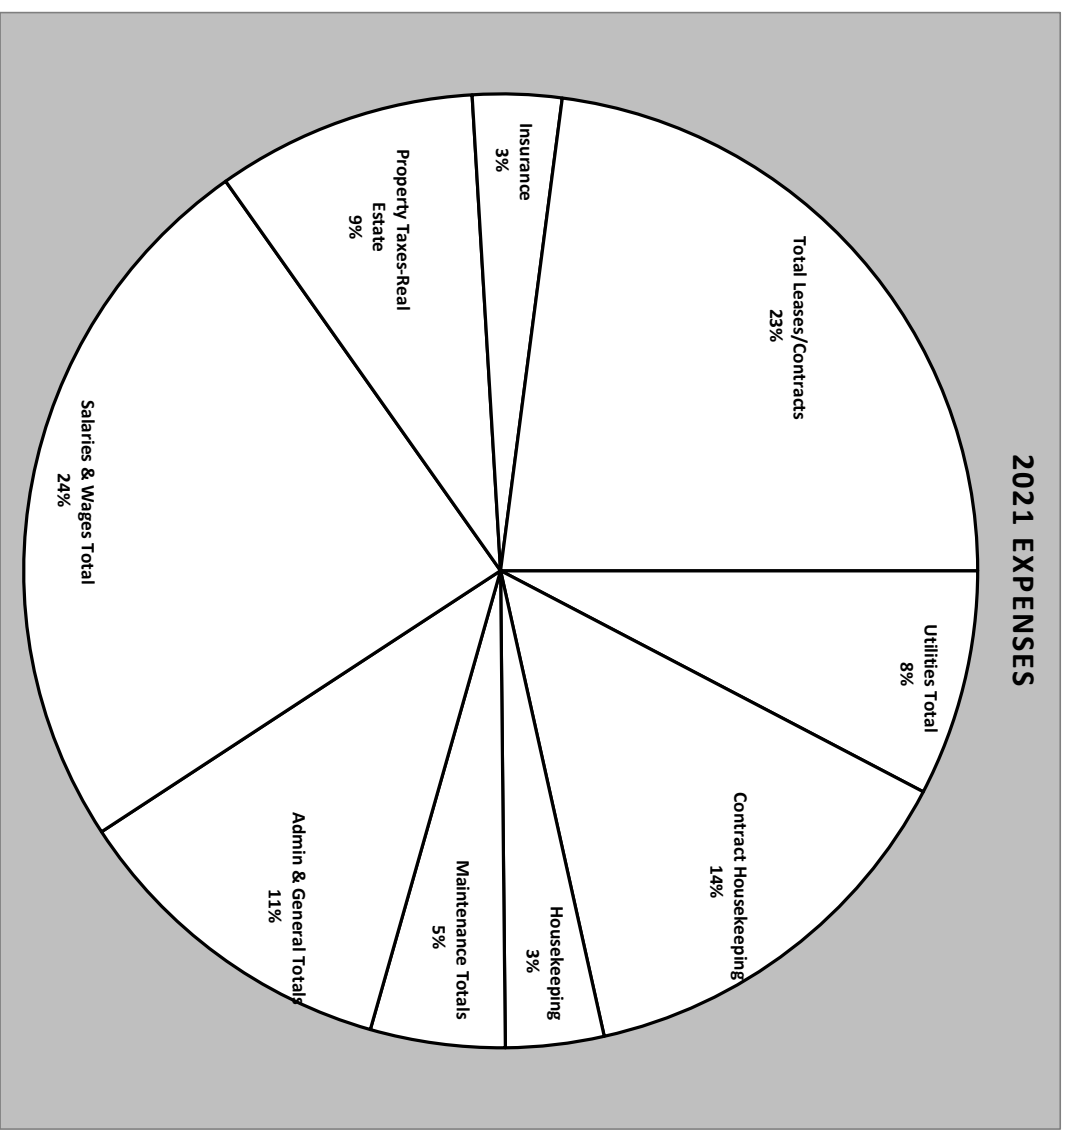 2021 EXPENSES
Utilities Total
8%
Contract Housekeeping
14%
Housekeeping
3%
Maintenance Totals
5%
Admin & General Totals
11%
Salaries & Wages Total
24%
Property Taxes-Real
Estate
9%
Insurance
3%
Total Leases/Contracts
23%